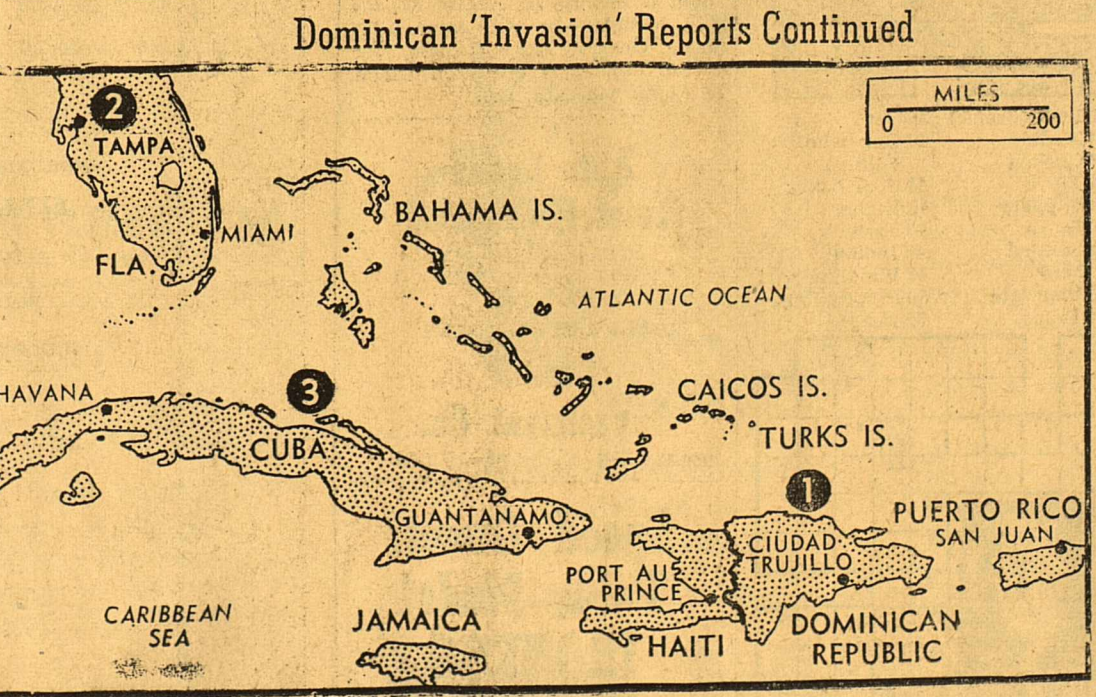 Dominican 'Invasion' Reports Continued
MILES
0 200
2
TAMPA
BAHAMA IS.
MIAMI
FLA.
ATLANTIC OCEAN
3
HAVANA
CAICOS IS.
CUBA
TURKS IS.
1
GUANTANAMO
PUERTO RICO
SAN JUAN
CIUDAD
TRUJILLO
PORT AU
PRINCE
CARIBBEAN
SEA
JAMAICA
HAITI
DOMINICAN
REPUBLIC